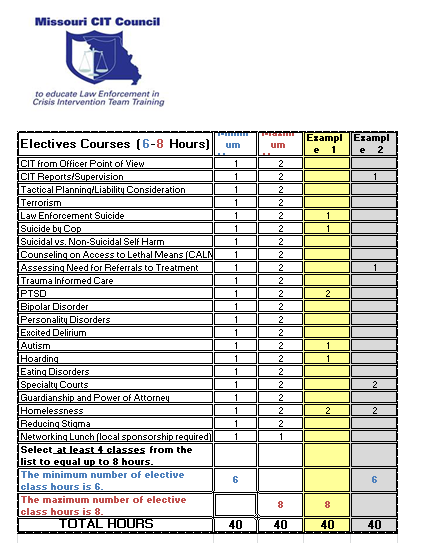 Missouri CIT Council
to educate Law Enforcement in
Crisis Intervention Team Training
Electives Courses (6-8 Hours) um um Exampl e 1 Exampl e 2
CIT from Officer Point of View 1 2
CIT Reports/Supervision 1 2 1
Tactical Planning/Liability Consideration 1 2
Terrorism 1 2
Law Enforcement Suicide 1 2 1
Suicide by Cop 1 2 1
Suicidal vs. Non-Suicidal Self Harm 1 2
Counseling on Access to Lethal Means (CALM 1 2
Assessing Need for Referrals to Treatment 1 2 1
Trauma Informed Care 1 2
PTSD 1 2 2
Bipolar Disorder 1 2
Personality Disorders 1 2
Excited Delirium 1 2
Autism 1 2 1
Hoarding 1 2 1
Eating Disorders 1 2
Specialty Courts 1 2 2
Guardianship and Power of Attorney 1 2
Homelessness 1 2 2 2
Reducing Stigma 1 2
Networking Lunch (local sponsorship required) 1 1
Select at least 4 classes from the
list to equal up to 8 hours.
The minimum number of elective
class hours is 6. 6 6
The maximum number of elective
class hours is 8. 8 8
TOTAL HOURS 40 40 40 40